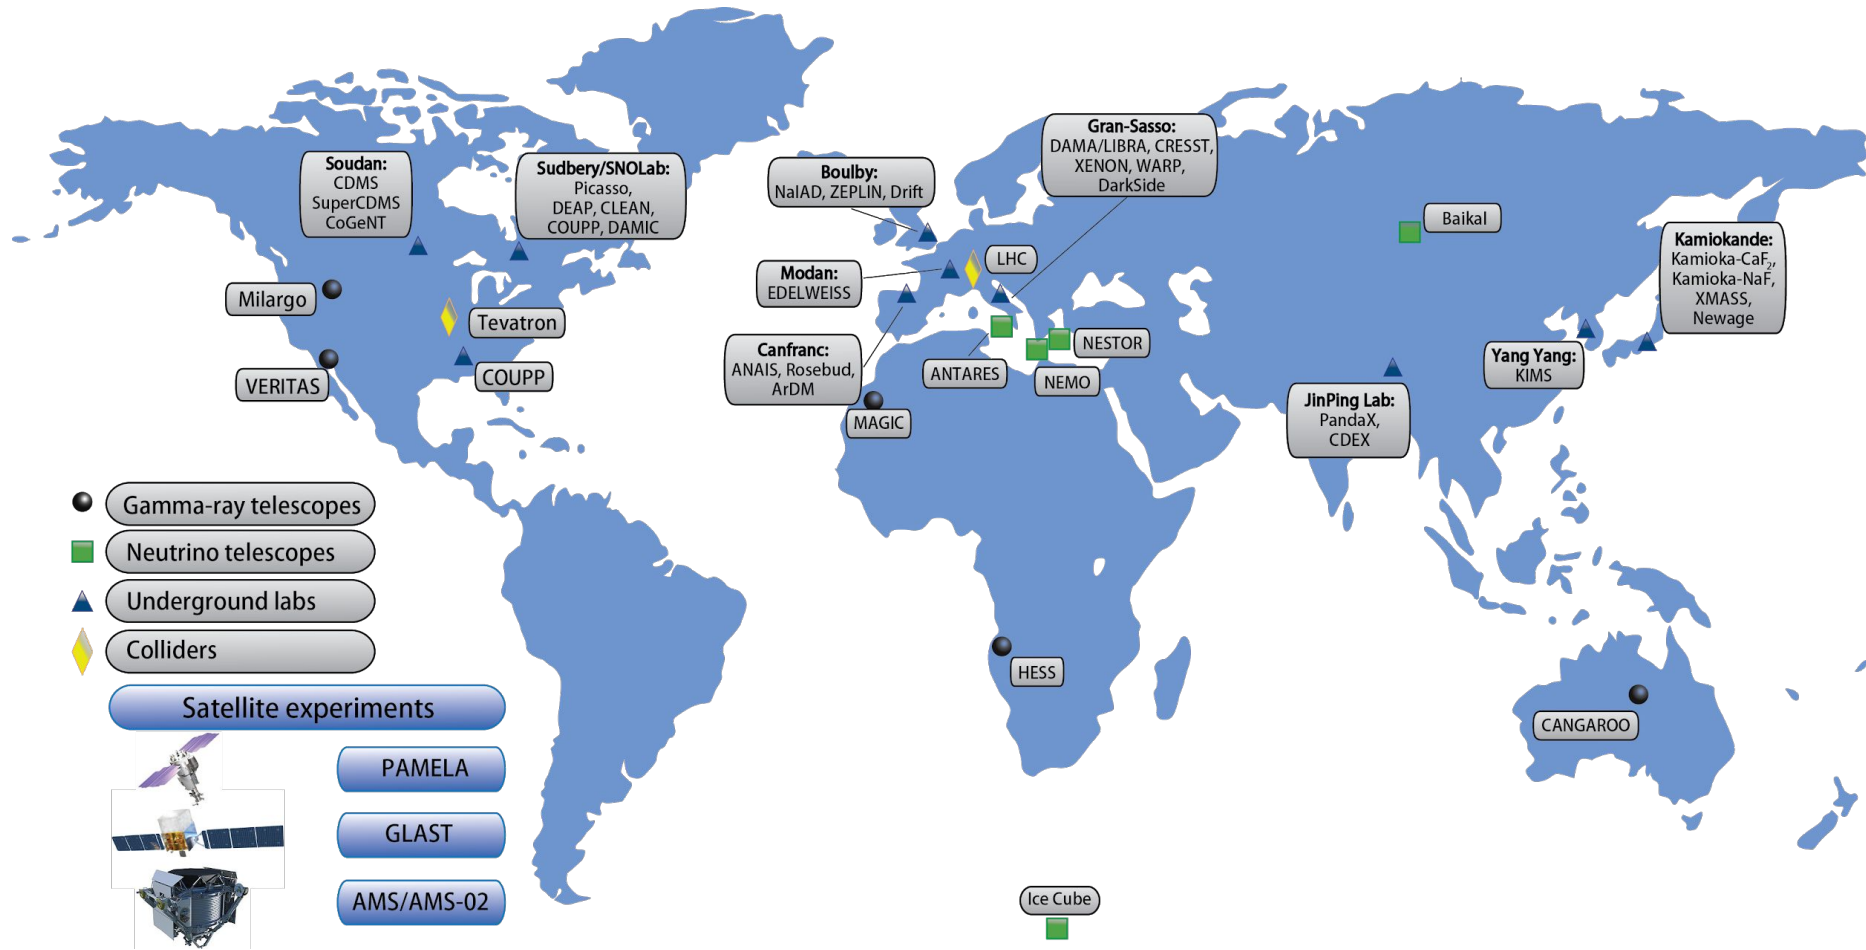 Soudan:
CDMS
SuperCDMS
CoGeNT
Sudbery/SNOLab:
Picasso,
DEAP, CLEAN,
COUPP, DAMIC
Boulby:
NaIAD, ZEPLIN, Drift
Gran-Sasso:
DAMA/LIBRA, CRESST,
XENON, WARP,
DarkSide
Baikal
Kamiokande:
Kamioka-CaF₂,
Kamioka-NaF,
XMASS,
Newage
Milargo
Tevatron
VERITAS
COUPP
Modan:
EDELWEISS
LHC
Canfranc:
ANAIS, Rosebud,
ArDM
ANTARES
NEMO
NESTOR
MAGIC
Yang Yang:
KIMS
JinPing Lab:
PandaX,
CDEX
HESS
CANGAROO
Ice Cube
Gamma-ray telescopes
Neutrino telescopes
Underground labs
Colliders
Satellite experiments
PAMELA
GLAST
AMS/AMS-02